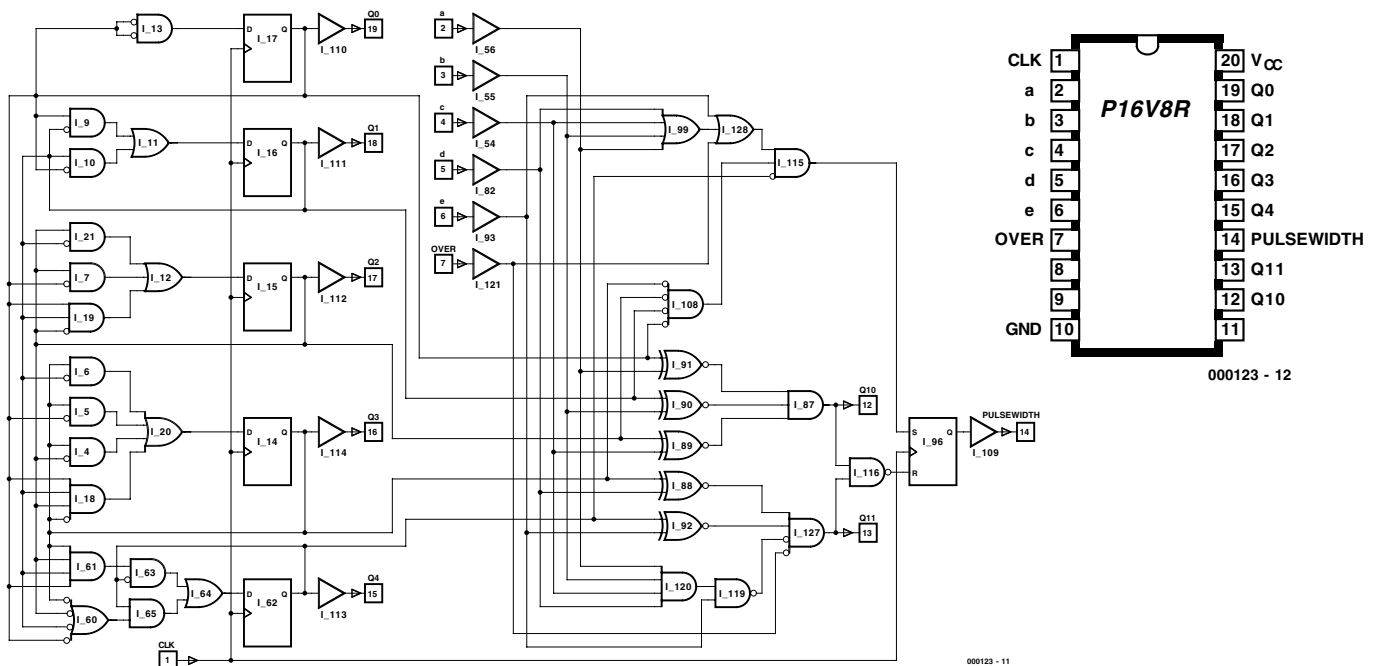 I_13
D Q
I_17
I_110
Q0
19
I_9
I_10
I_11
D Q
I_16
I_111
Q1
18
I_21
I_7
I_19
I_12
D Q
I_15
I_112
Q2
17
I_6
I_5
I_4
I_18
I_20
D Q
I_14
I_114
Q3
16
I_61
I_60
I_63
I_65
I_64
D Q
I_62
I_113
Q4
15
CLK
1
a
2
I_56
b
3
I_55
c
4
I_54
d
5
I_82
e
6
I_93
OVER
7
I_121
I_99
I_128
I_115
I_108
I_91
I_90
I_89
I_88
I_92
I_120
I_119
I_87
I_127
Q10
12
I_116
Q11
13
S Q
I_96
R
I_109
PULSEWIDTH
14
000123 - 11
P16V8R
CLK 1
a 2
b 3
c 4
d 5
e 6
OVER 7
8
9
GND 10
20 VCC
19 Q0
18 Q1
17 Q2
16 Q3
15 Q4
14 PULSEWIDTH
13 Q11
12 Q10
11
000123 - 12